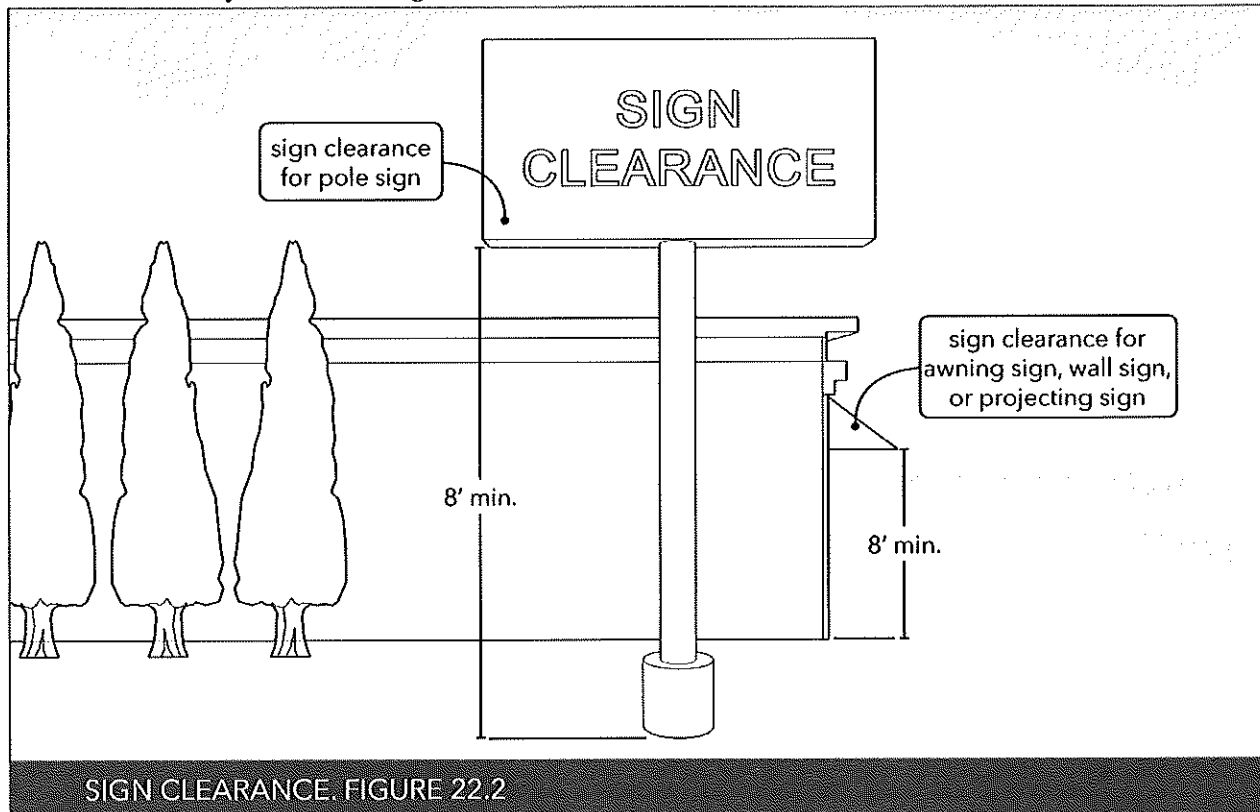 SIGN
CLEARANCE
sign clearance
for pole sign
sign clearance for
awning sign, wall sign,
or projecting sign
8' min.
8' min.
SIGN CLEARANCE. FIGURE 22.2